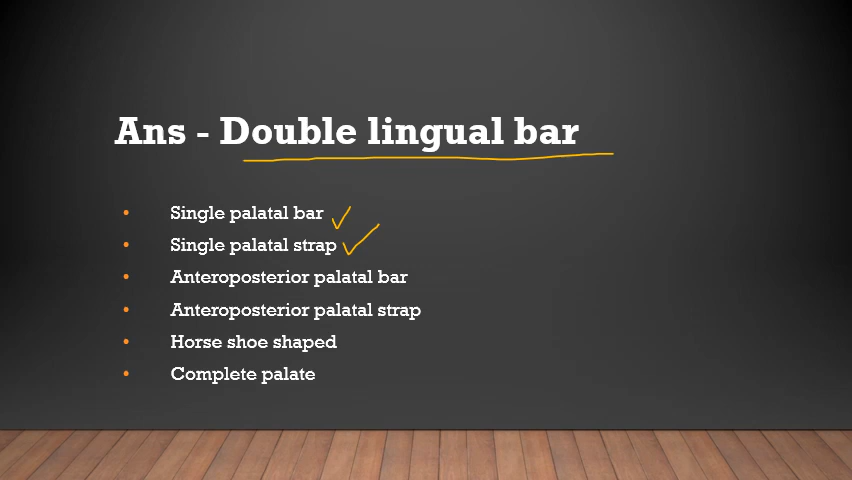 Ans - Double lingual bar
• Single palatal bar
• Single palatal strap
• Anteroposterior palatal bar
• Anteroposterior palatal strap
• Horse shoe shaped
• Complete palate